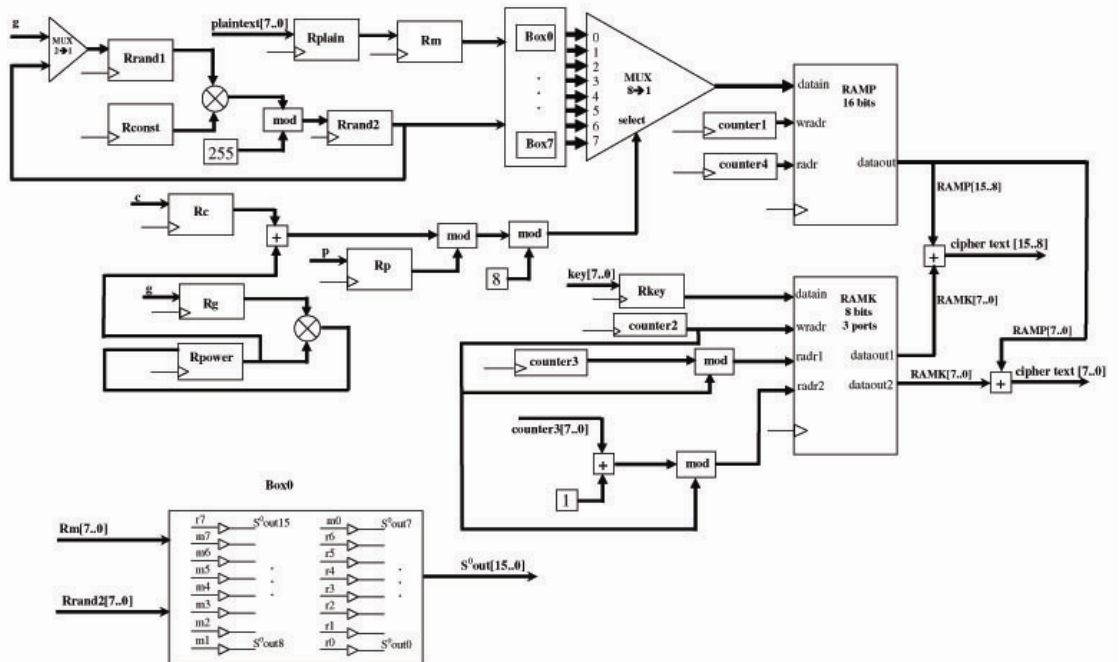 g
MUX
2→1
Rrand1
Rconst
mod
255
Rrand2
plaintext[7..0]
Rplain
Rm
Box0
Box7
0
1
2
3
4
5
6
7
MUX
8→1
select
datain
RAMP
16 bits
counter1
wradr
counter4
radr
dataout
RAMP[15..8]
c
Rc
+
p
Rp
mod
mod
8
g
Rg
Rpower
key[7..0]
Rkey
datain
RAMK
8 bits
3 ports
counter2
wradr
counter3
mod
radr1
dataout1
radr2
dataout2
counter3[7..0]
+
1
mod
+
cipher text [15..8]
RAMK[7..0]
RAMP[7..0]
RAMK[7..0]
+
cipher text [7..0]
Box0
Rm[7..0]
Rrand2[7..0]
r7
S⁰out15
m7
m6
m5
m4
m3
m2
m1
S⁰out8
m0
S⁰out7
r6
r5
r4
r3
r2
r1
r0
S⁰out0
S⁰out[15..0]